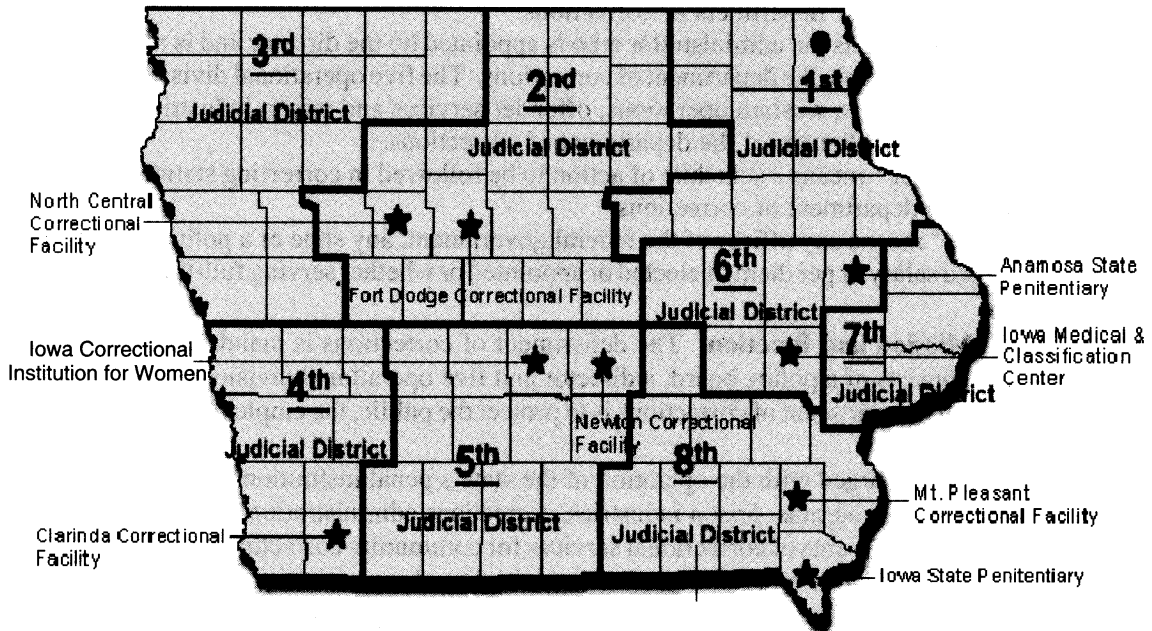 3rd
Judicial District
2nd
Judicial District
1st
Judicial District
North Central
Correctional
Facility
Fort Dodge Correctional Facility
6th
Judicial District
Anamosa State
Penitentiary
7th
Judicial District
Iowa Medical &
Classification
Center
Iowa Correctional
Institution for Women
4th
Judicial District
Newton Correctional
Facility
5th
Judicial District
8th
Judicial District
Mt. Pleasant
Correctional Facility
Clarinda Correctional
Facility
Iowa State Penitentiary